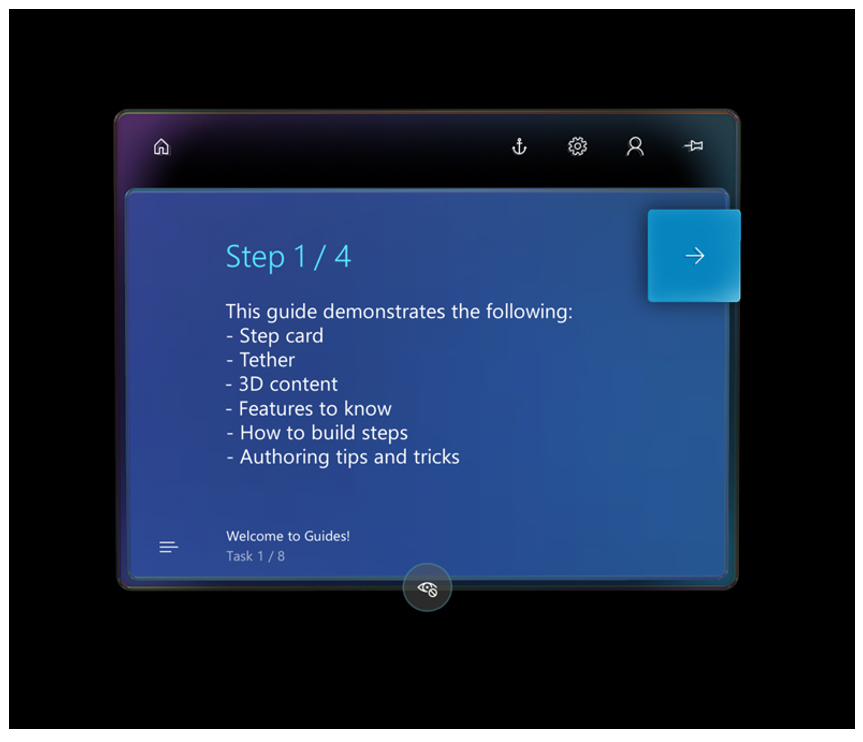 Step 1 / 4
This guide demonstrates the following:
- Step card
- Tether
- 3D content
- Features to know
- How to build steps
- Authoring tips and tricks
Welcome to Guides!
Task 1 / 8